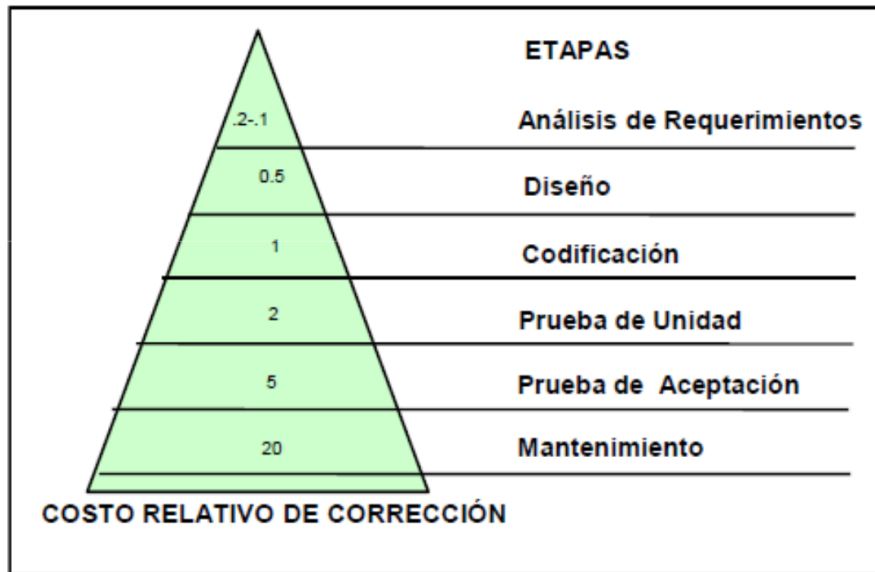 ETAPAS
.2-.1 Análisis de Requerimientos
0.5 Diseño
1 Codificación
2 Prueba de Unidad
5 Prueba de Aceptación
20 Mantenimiento
COSTO RELATIVO DE CORRECCIÓN